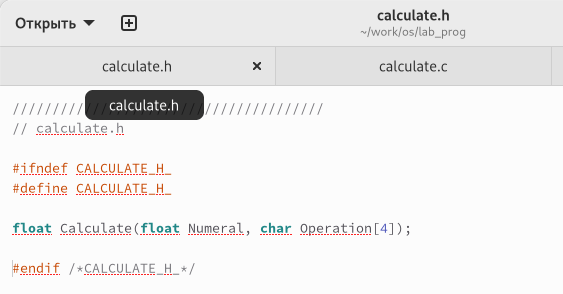 Открыть
calculate.h
~/work/os/lab_prog
calculate.h
calculate.c
calculate.h
///////////////////////////////////////
// calculate.h
#ifndef CALCULATE_H_
#define CALCULATE_H_
float Calculate(float Numeral, char Operation[4]);
#endif /*CALCULATE_H_*/